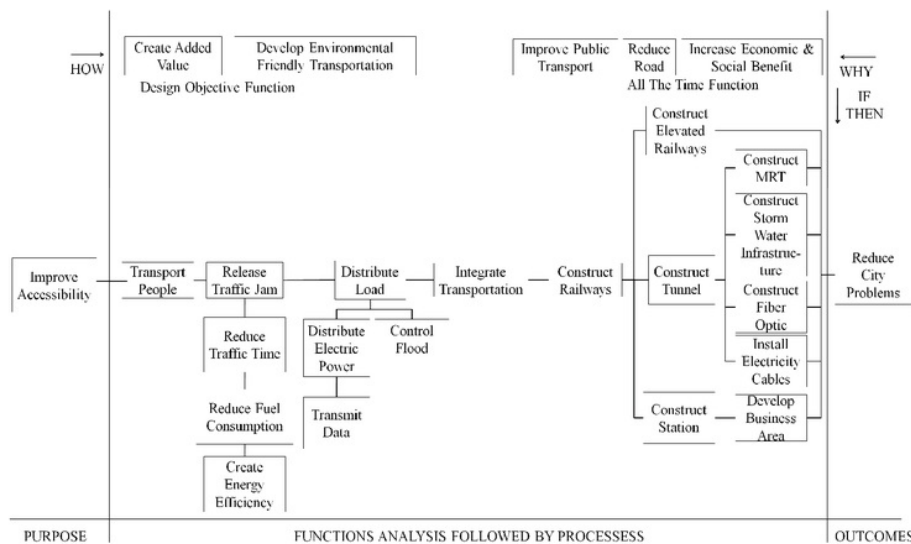 HOW
Create Added
Value
Develop Environmental
Friendly Transportation
Design Objective Function
Improve Public
Transport
Reduce
Road
Increase Economic &
Social Benefit
All The Time Function
WHY
IF
THEN
Construct
Elevated
Railways
Construct
MRT
Construct
Storm
Water
Infrastruc-
ture
Construct
Fiber
Optic
Install
Electricity
Cables
Improve
Accessibility
Transport
People
Release
Traffic Jam
Distribute
Load
Integrate
Transportation
Construct
Railways
Construct
Tunnel
Reduce
City
Problems
Reduce
Traffic Time
Distribute
Electric
Power
Control
Flood
Reduce Fuel
Consumption
Transmit
Data
Construct
Station
Develop
Business
Area
Create
Energy
Efficiency
PURPOSE
FUNCTIONS ANALYSIS FOLLOWED BY PROCESSESS
OUTCOMES